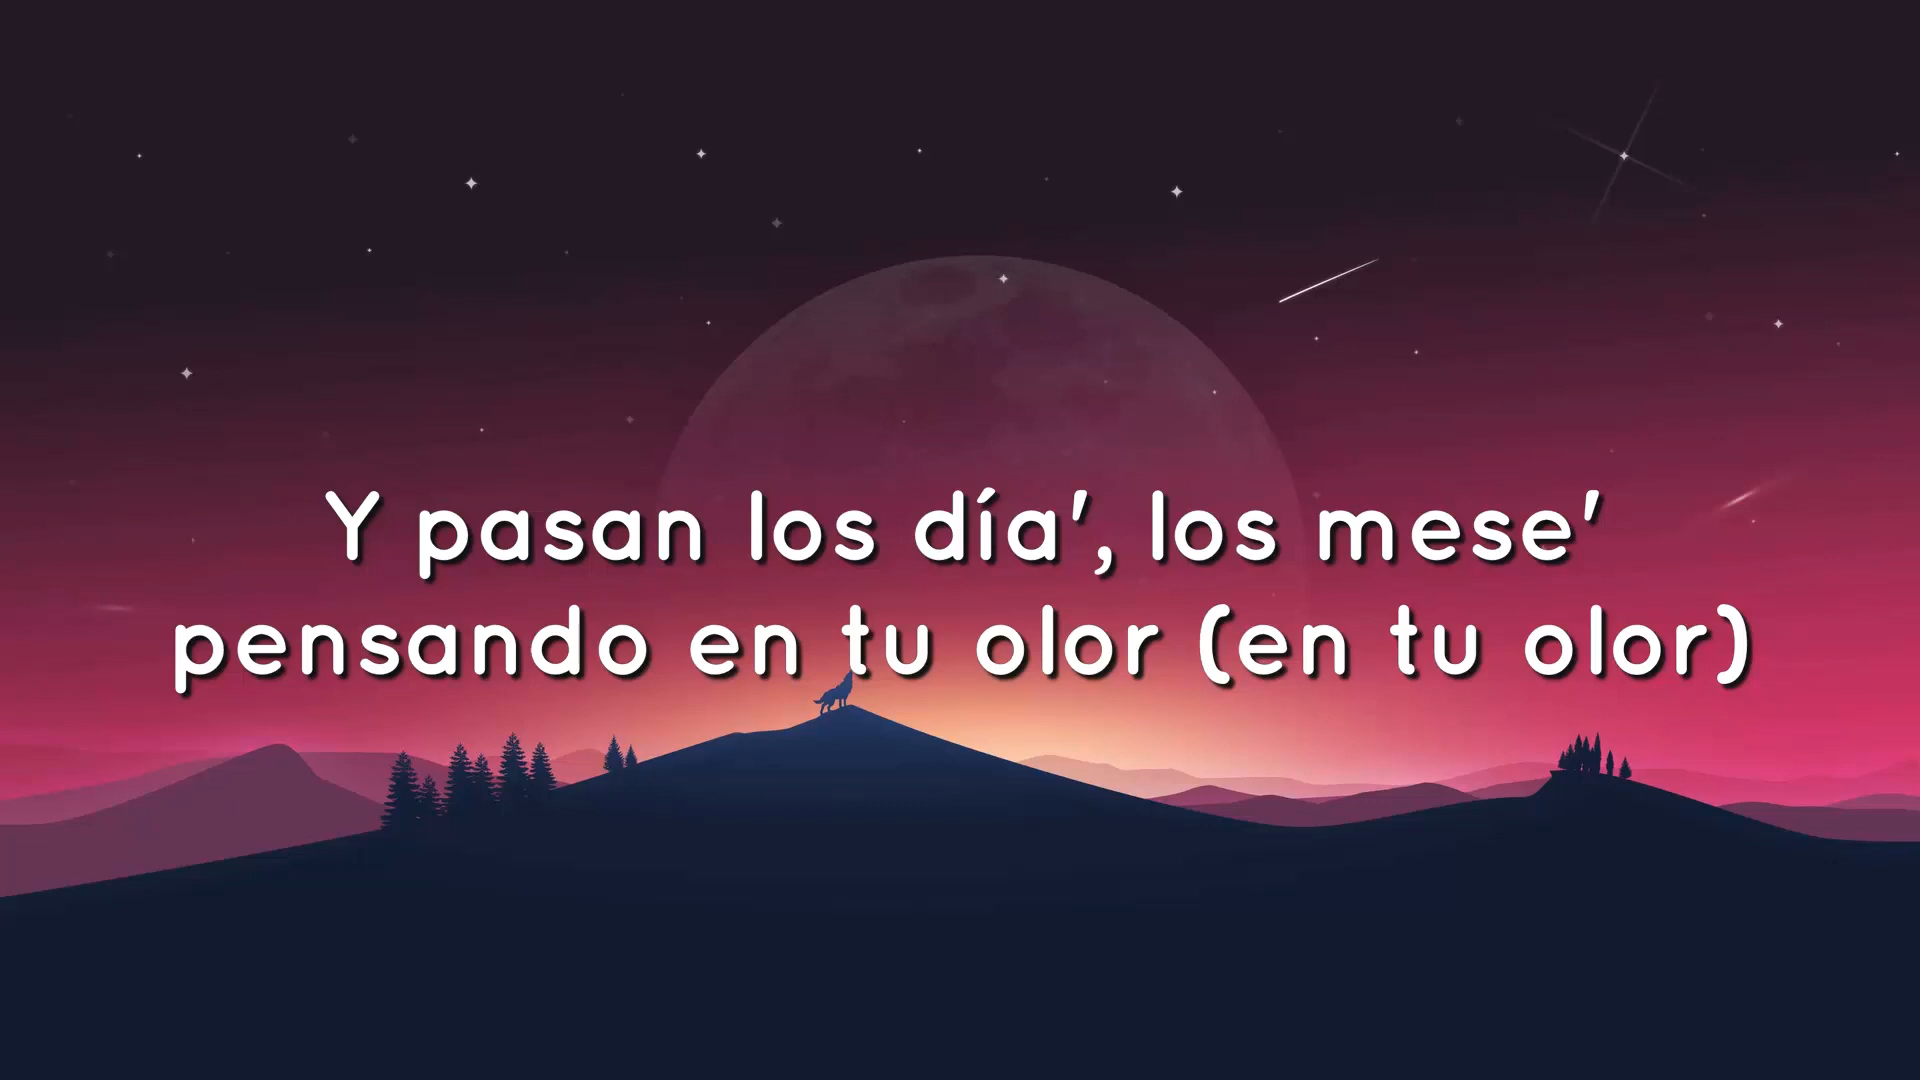 Y pasan los día', los mese'
pensando en tu olor (en tu olor)